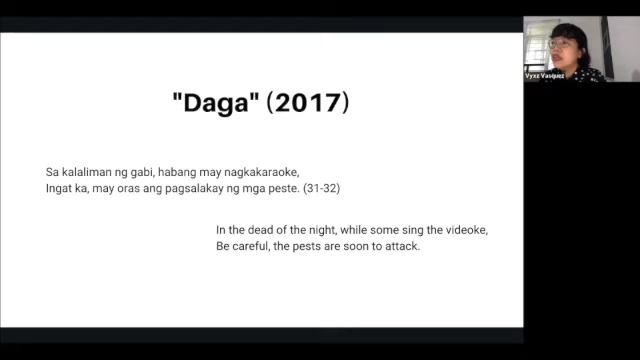 "Daga" (2017)
Sa kalaliman ng gabi, habang may nagkakaraoke,
Ingat ka, may oras ang pagsalakay ng mga peste. (31-32)
In the dead of the night, while some sing the videoke,
Be careful, the pests are soon to attack.
Vyxz Vasquez